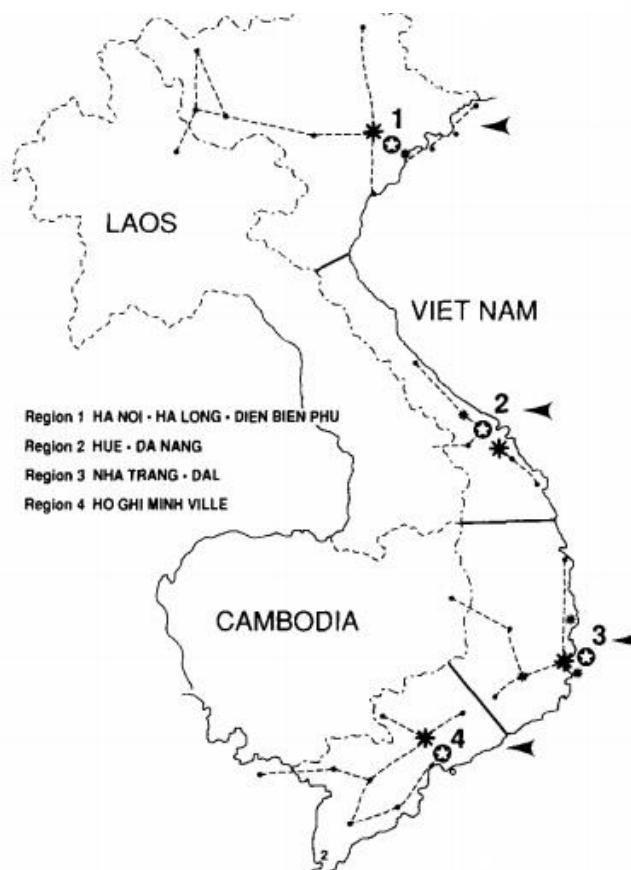 1
LAOS
VIET NAM
2
Region 1 HA NOI - HA LONG - DIEN BIEN PHU
Region 2 HUE - DA NANG
Region 3 NHA TRANG - DAL
Region 4 HO GHI MINH VILLE
CAMBODIA
3
4
2